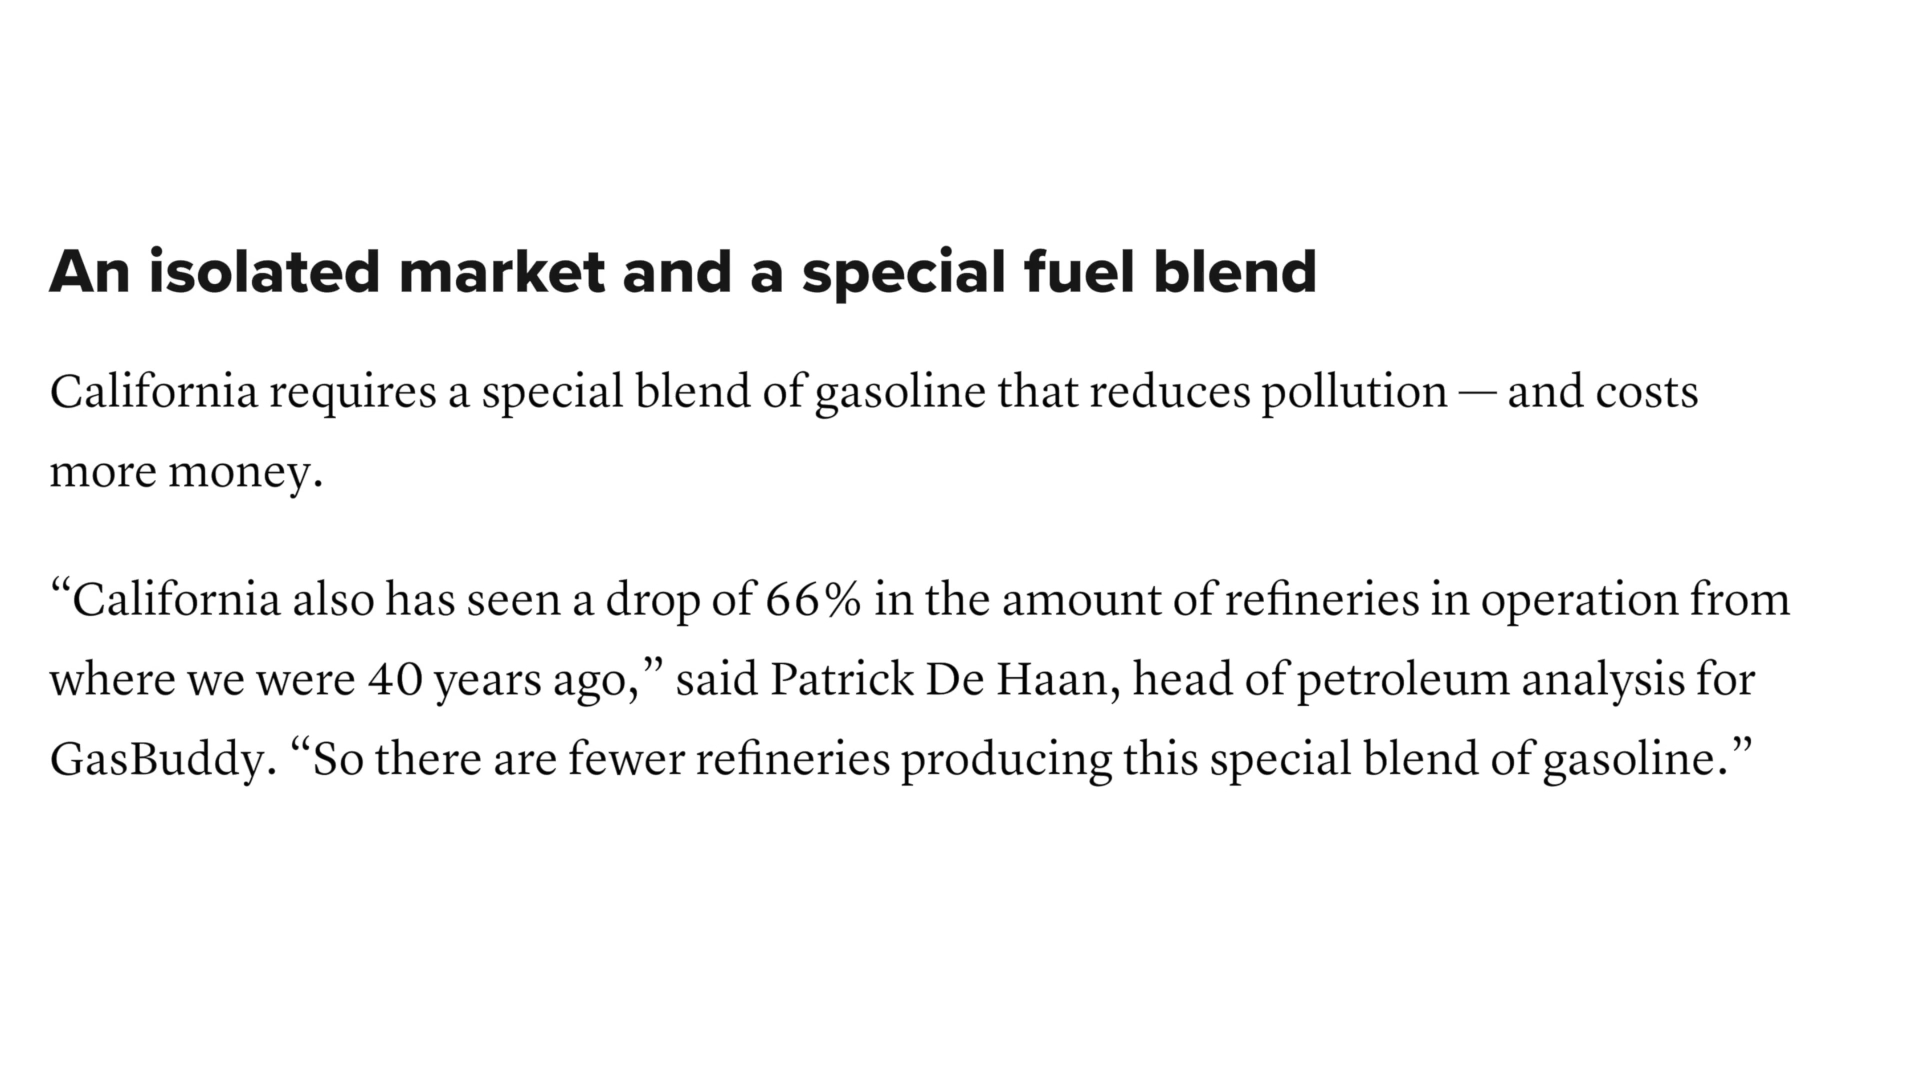 An isolated market and a special fuel blend
California requires a special blend of gasoline that reduces pollution — and costs
more money.
“California also has seen a drop of 66% in the amount of refineries in operation from
where we were 40 years ago,” said Patrick De Haan, head of petroleum analysis for
GasBuddy. “So there are fewer refineries producing this special blend of gasoline.”